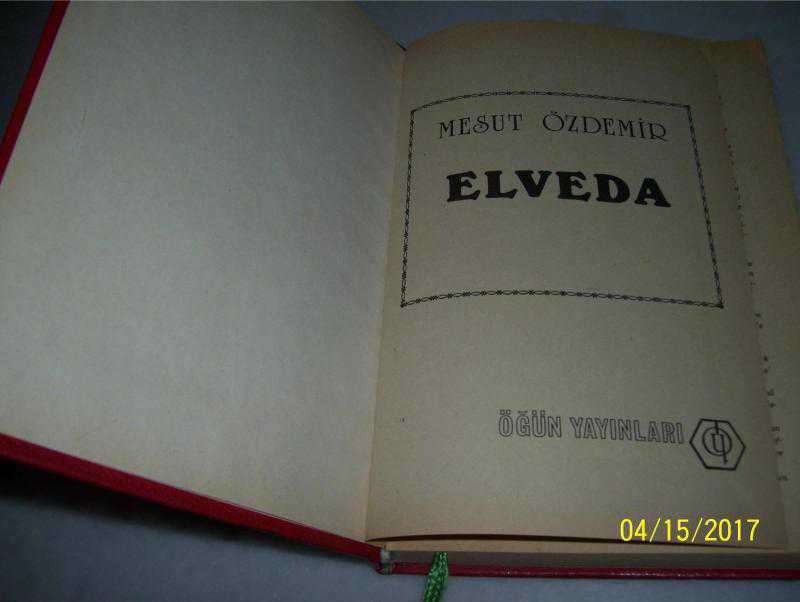 MESUT ÖZDEMİR
ELVEDA
ÖĞÜN YAYINLARI
04/15/2017